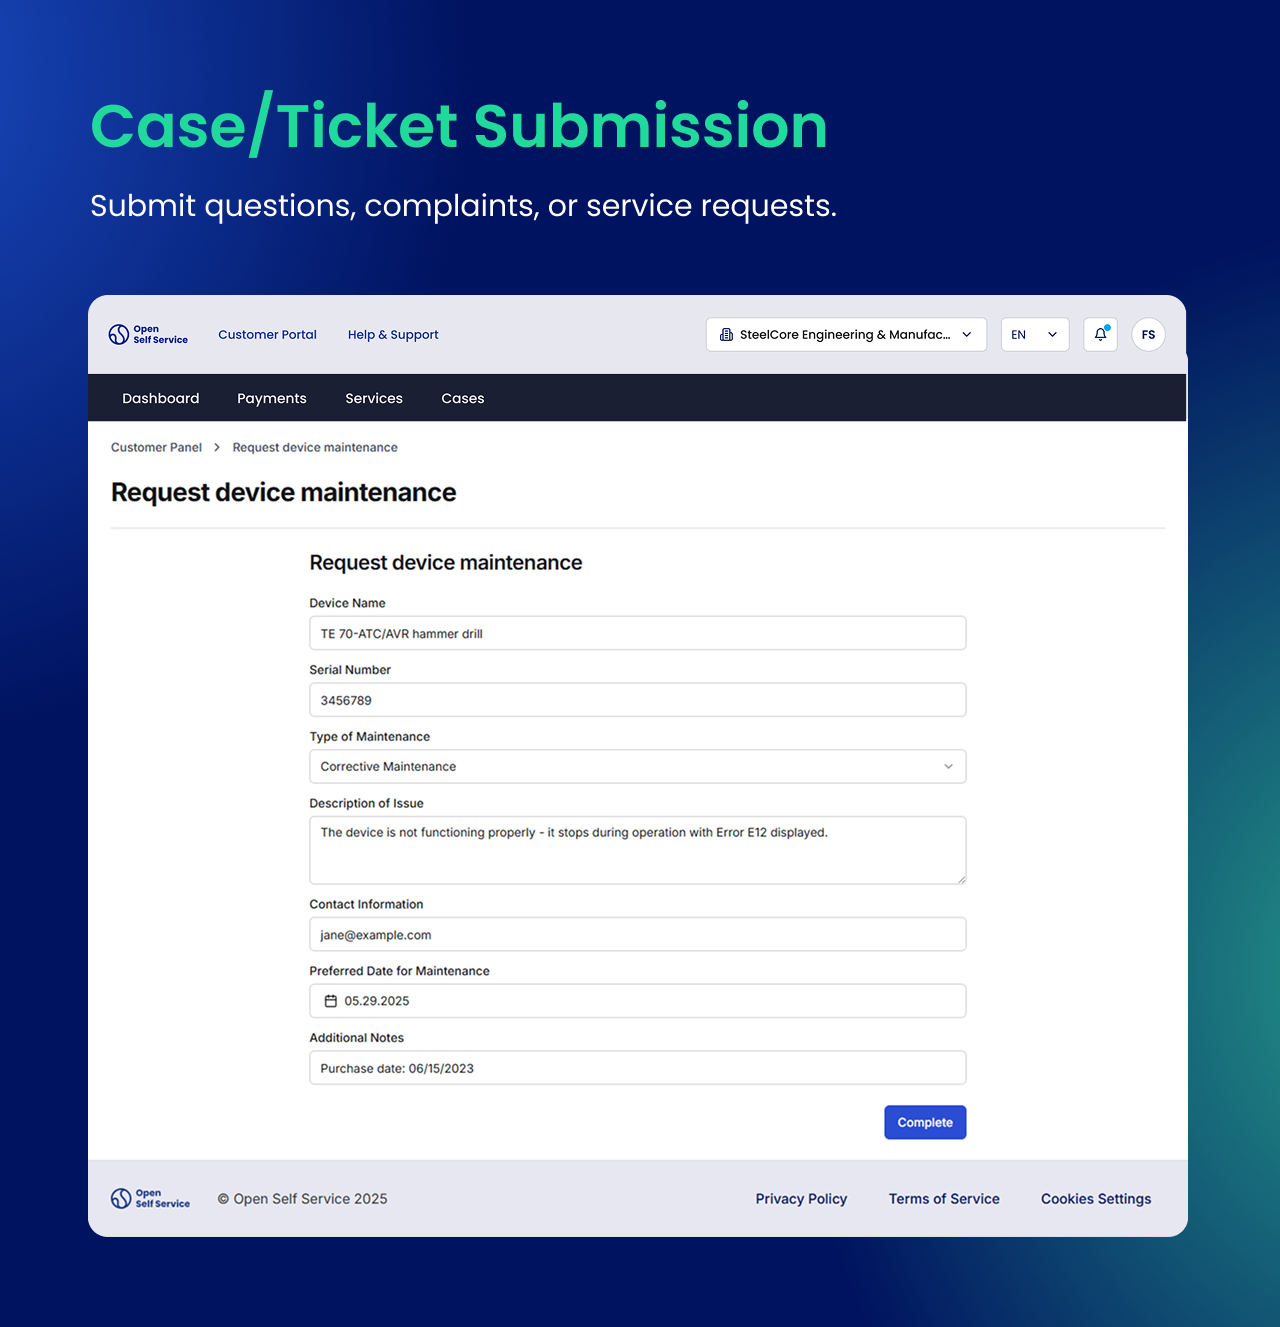 Case/Ticket Submission
Submit questions, complaints, or service requests.
Open
Self Service
Customer Portal
Help & Support
SteelCore Engineering & Manufac...
EN
FS
Dashboard
Payments
Services
Cases
Customer Panel
Request device maintenance
Request device maintenance
Request device maintenance
Device Name
TE 70-ATC/AVR hammer drill
Serial Number
3456789
Type of Maintenance
Corrective Maintenance
Description of Issue
The device is not functioning properly - it stops during operation with Error E12 displayed.
Contact Information
jane@example.com
Preferred Date for Maintenance
05.29.2025
Additional Notes
Purchase date: 06/15/2023
Complete
Open
Self Service
© Open Self Service 2025
Privacy Policy
Terms of Service
Cookies Settings